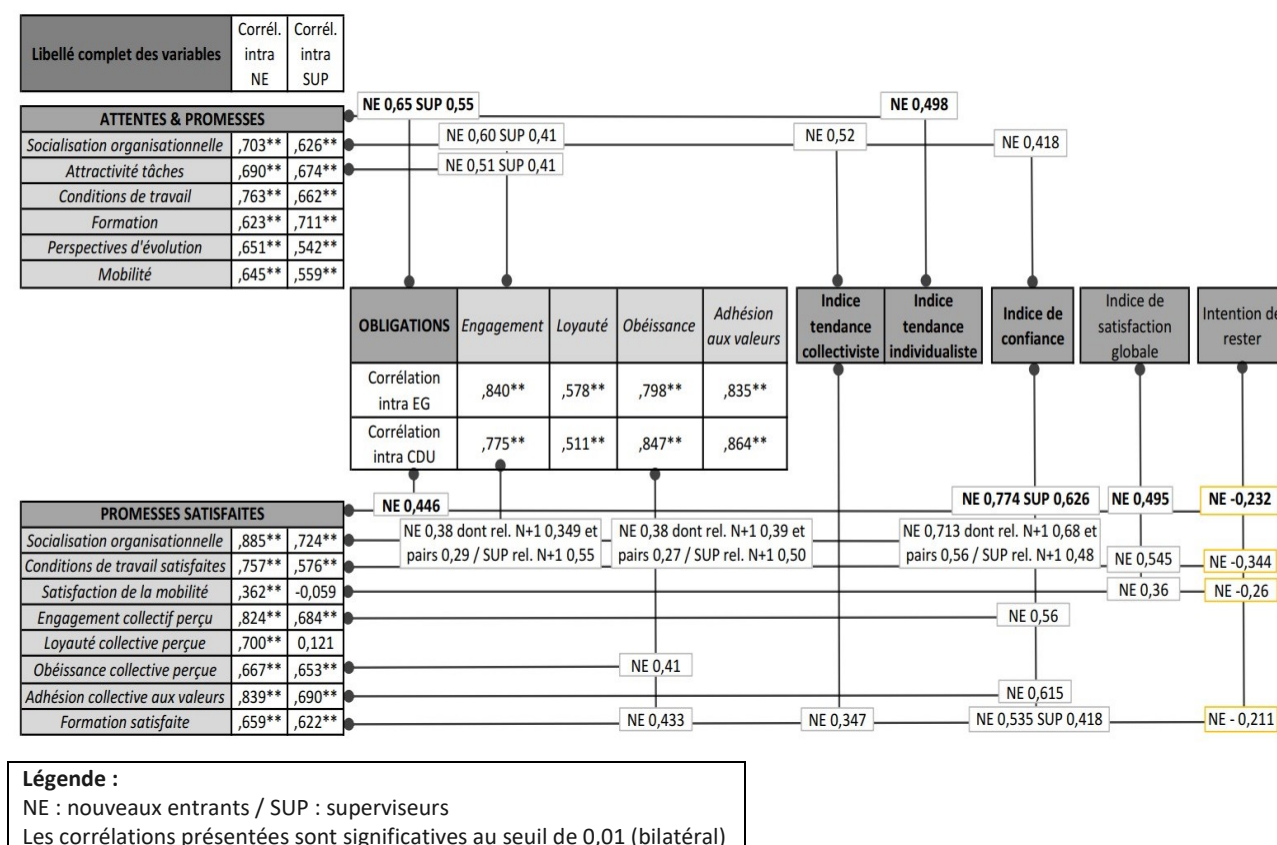 Libellé complet des variables
Corrél. intra NE
Corrél. intra SUP
ATTENTES & PROMESSES
Socialisation organisationnelle ,703** ,626**
Attractivité tâches ,690** ,674**
Conditions de travail ,763** ,662**
Formation ,623** ,711**
Perspectives d'évolution ,651** ,542**
Mobilité ,645** ,559**
NE 0,65 SUP 0,55
NE 0,498
NE 0,60 SUP 0,41
NE 0,52
NE 0,418
NE 0,51 SUP 0,41
OBLIGATIONS
Engagement
Loyauté
Obéissance
Adhésion
aux valeurs
Indice
tendance
collectiviste
Indice
tendance
individualiste
Indice de
confiance
Indice de
satisfaction
globale
Intention de
rester
Corrélation
intra EG
,840** ,578** ,798** ,835**
Corrélation
intra CDU
,775** ,511** ,847** ,864**
PROMESSES SATISFAITES
NE 0,446
NE 0,774 SUP 0,626
NE 0,495
NE -0,232
Socialisation organisationnelle ,885** ,724**
NE 0,38 dont rel. N+1 0,349 et
pairs 0,29 / SUP rel. N+1 0,55
NE 0,38 dont rel. N+1 0,39 et
pairs 0,27 / SUP rel. N+1 0,50
NE 0,713 dont rel. N+1 0,68 et
pairs 0,56 / SUP rel. N+1 0,48
Conditions de travail satisfaites ,757** ,576**
NE 0,545
NE -0,344
Satisfaction de la mobilité ,362** -0,059
NE 0,36
NE -0,26
Engagement collectif perçu ,824** ,684**
NE 0,56
Loyauté collective perçue ,700** 0,121
Obéissance collective perçue ,667** ,653**
NE 0,41
Adhésion collective aux valeurs ,839** ,690**
NE 0,615
Formation satisfaite ,659** ,622**
NE 0,433
NE 0,347
NE 0,535 SUP 0,418
NE - 0,211
Légende :
NE : nouveaux entrants / SUP : superviseurs
Les corrélations présentées sont significatives au seuil de 0,01 (bilatéral)